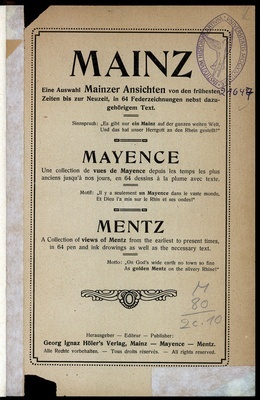 MAINZ
Eine Auswahl Mainzer Ansichten von den frühesten
Zeiten bis zur Neuzeit, in 64 Federzeichnungen nebst dazu-
gehörigem Text.
Sinnspruch: „Es gibt nur ein Mainz auf der ganzen weiten Welt,
Und das hat unser Herrgott an den Rhein gestellt!"
MAYENCE
Une collection de vues de Mayence depuis les temps les plus
anciens jusqu'à nos jours, en 64 dessins à la plume avec texte.
Motif: „Il y a seulement un Mayence dans le vaste monde,
Et Dieu l'a mis sur le Rhin et ses ondes!"
MENTZ
A Collection of views of Mentz from the earliest to present times,
in 64 pen and ink drowings as well as the necessary text.
Motto: „On God's wide earth no town so fine
As golden Mentz on the silvery Rhine!"
M
80
20.10
Herausgeber — Editeur — Publisher:
Georg Ignaz Höler's Verlag, Mainz — Mayence — Mentz.
Alle Rechte vorbehalten. — Tous droits réservés. — All rights reserved.